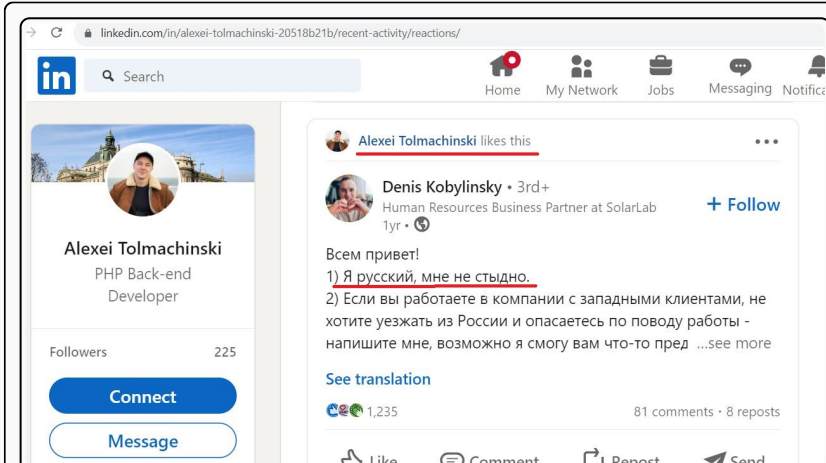 linkedin.com/in/alexei-tolmachinski-20518b21b/recent-activity/reactions/
in
Search
Home
My Network
Jobs
Messaging
Notifica
Alexei Tolmachinski likes this
Denis Kobylinsky • 3rd+
Human Resources Business Partner at SolarLab
1yr •
+ Follow
Alexei Tolmachinski
PHP Back-end
Developer
Followers 225
Connect
Message
Всем привет!
1) Я русский, мне не стыдно.
2) Если вы работаете в компании с западными клиентами, не
хотите уезжать из России и опасаетесь по поводу работы -
напишите мне, возможно я смогу вам что-то пред ...see more
See translation
1,235
81 comments • 8 reposts
Like
Comment
Repost
Send